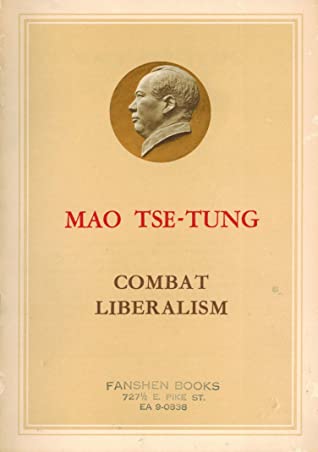 MAO TSE-TUNG
COMBAT
LIBERALISM
FANSHEN BOOKS
727½ E. PIKE ST.
EA 9-0838